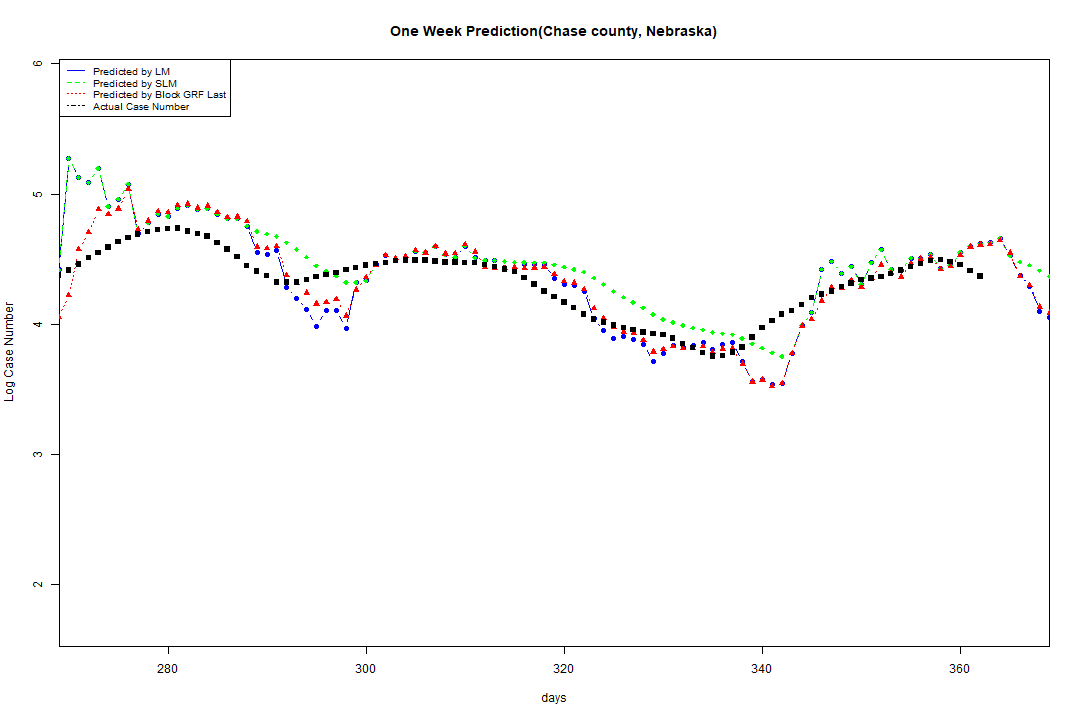 One Week Prediction(Chase county, Nebraska)
Predicted by LM
Predicted by SLM
Predicted by Block GRF Last
Actual Case Number
6
5
4
3
2
Log Case Number
280
300
320
340
360
days